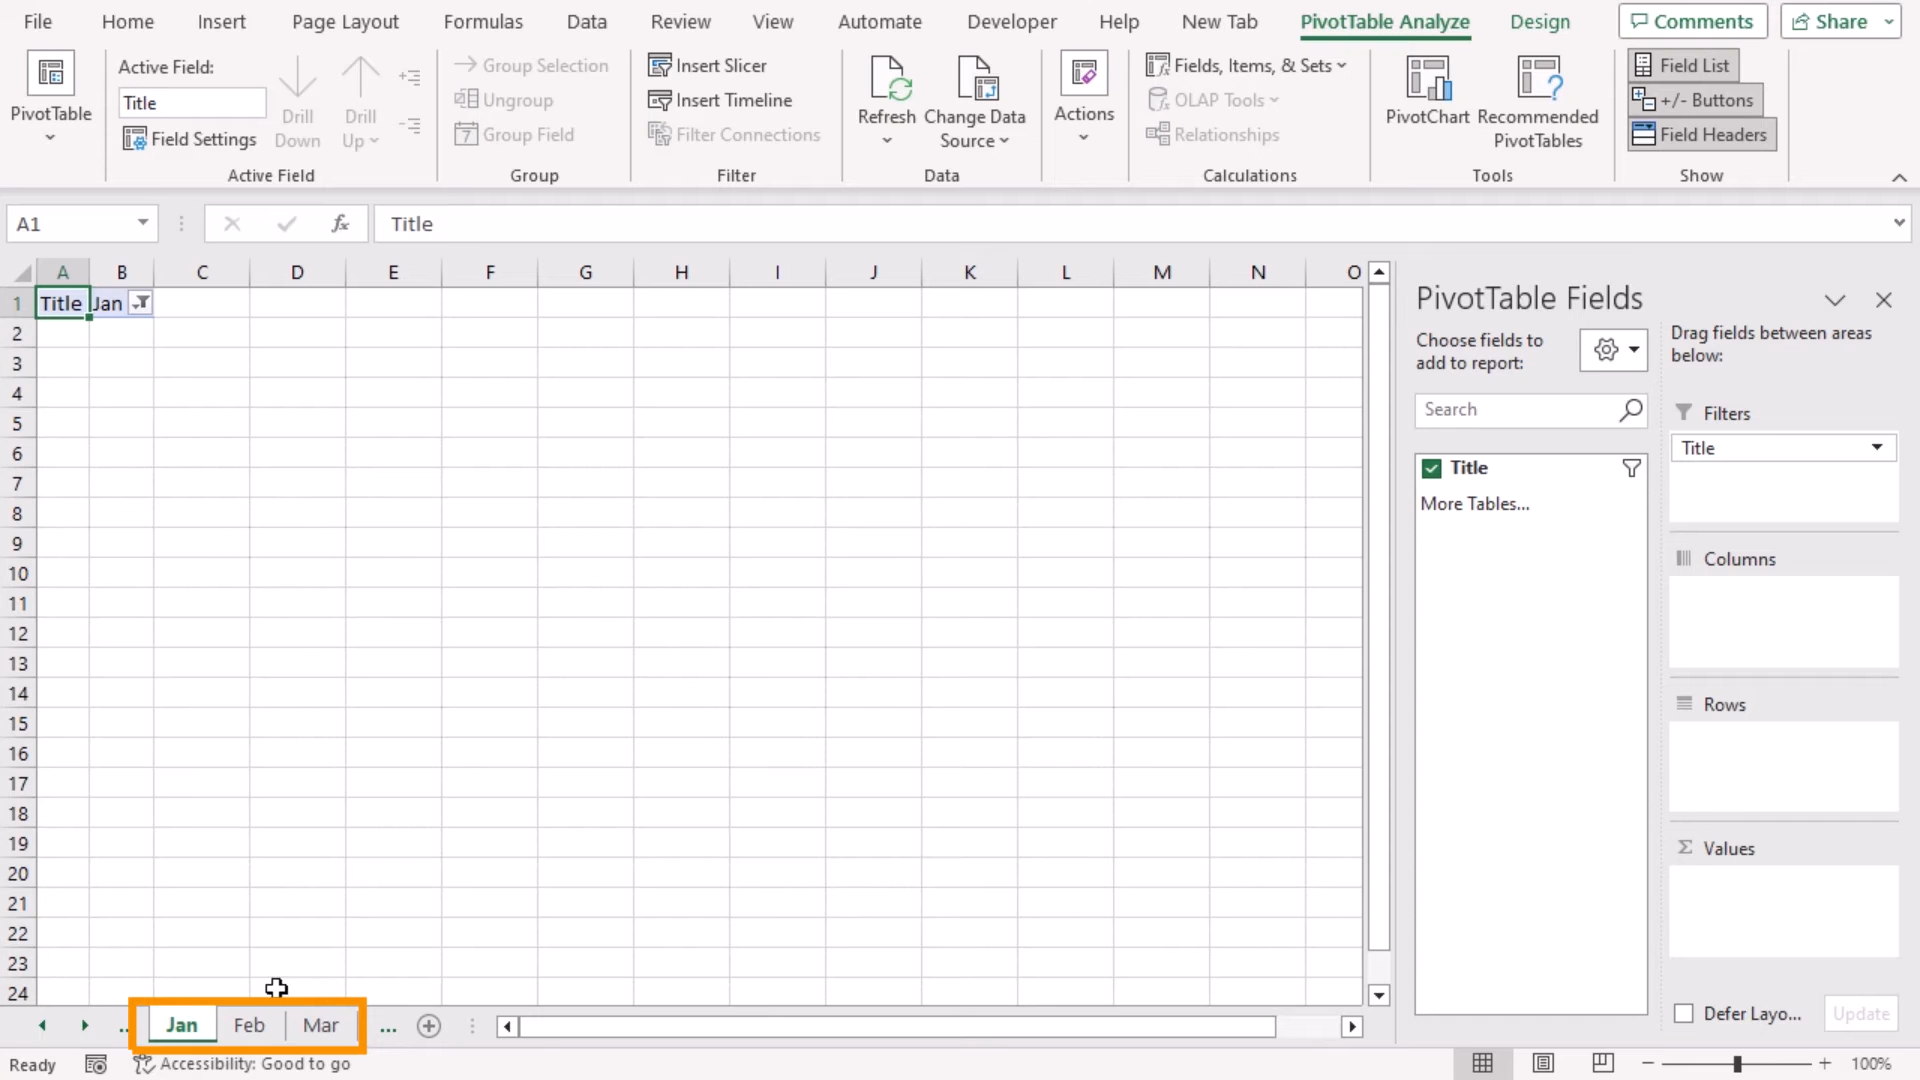 File Home Insert Page Layout Formulas Data Review View Automate Developer Help New Tab PivotTable Analyze Design Comments Share
PivotTable
Active Field:
Title
Field Settings
Drill Down
Drill Up
Active Field
Group Selection
Ungroup
7 Group Field
Group
Insert Slicer
Insert Timeline
Filter Connections
Filter
Refresh
Change Data Source
Data
Actions
Fields, Items, & Sets
OLAP Tools
Relationships
Calculations
PivotChart
Recommended PivotTables
Tools
Field List
+/- Buttons
Field Headers
Show
A1 fx Title
A B C D E F G H I J K L M N O
1 Title Jan
2
3
4
5
6
7
8
9
10
11
12
13
14
15
16
17
18
19
20
21
22
23
24
PivotTable Fields
Choose fields to add to report:
Search
Title
More Tables...
Drag fields between areas below:
Filters
Title
Columns
Rows
Σ Values
Defer Layo... Update
.. Jan Feb Mar ...
Ready Accessibility: Good to go 100%